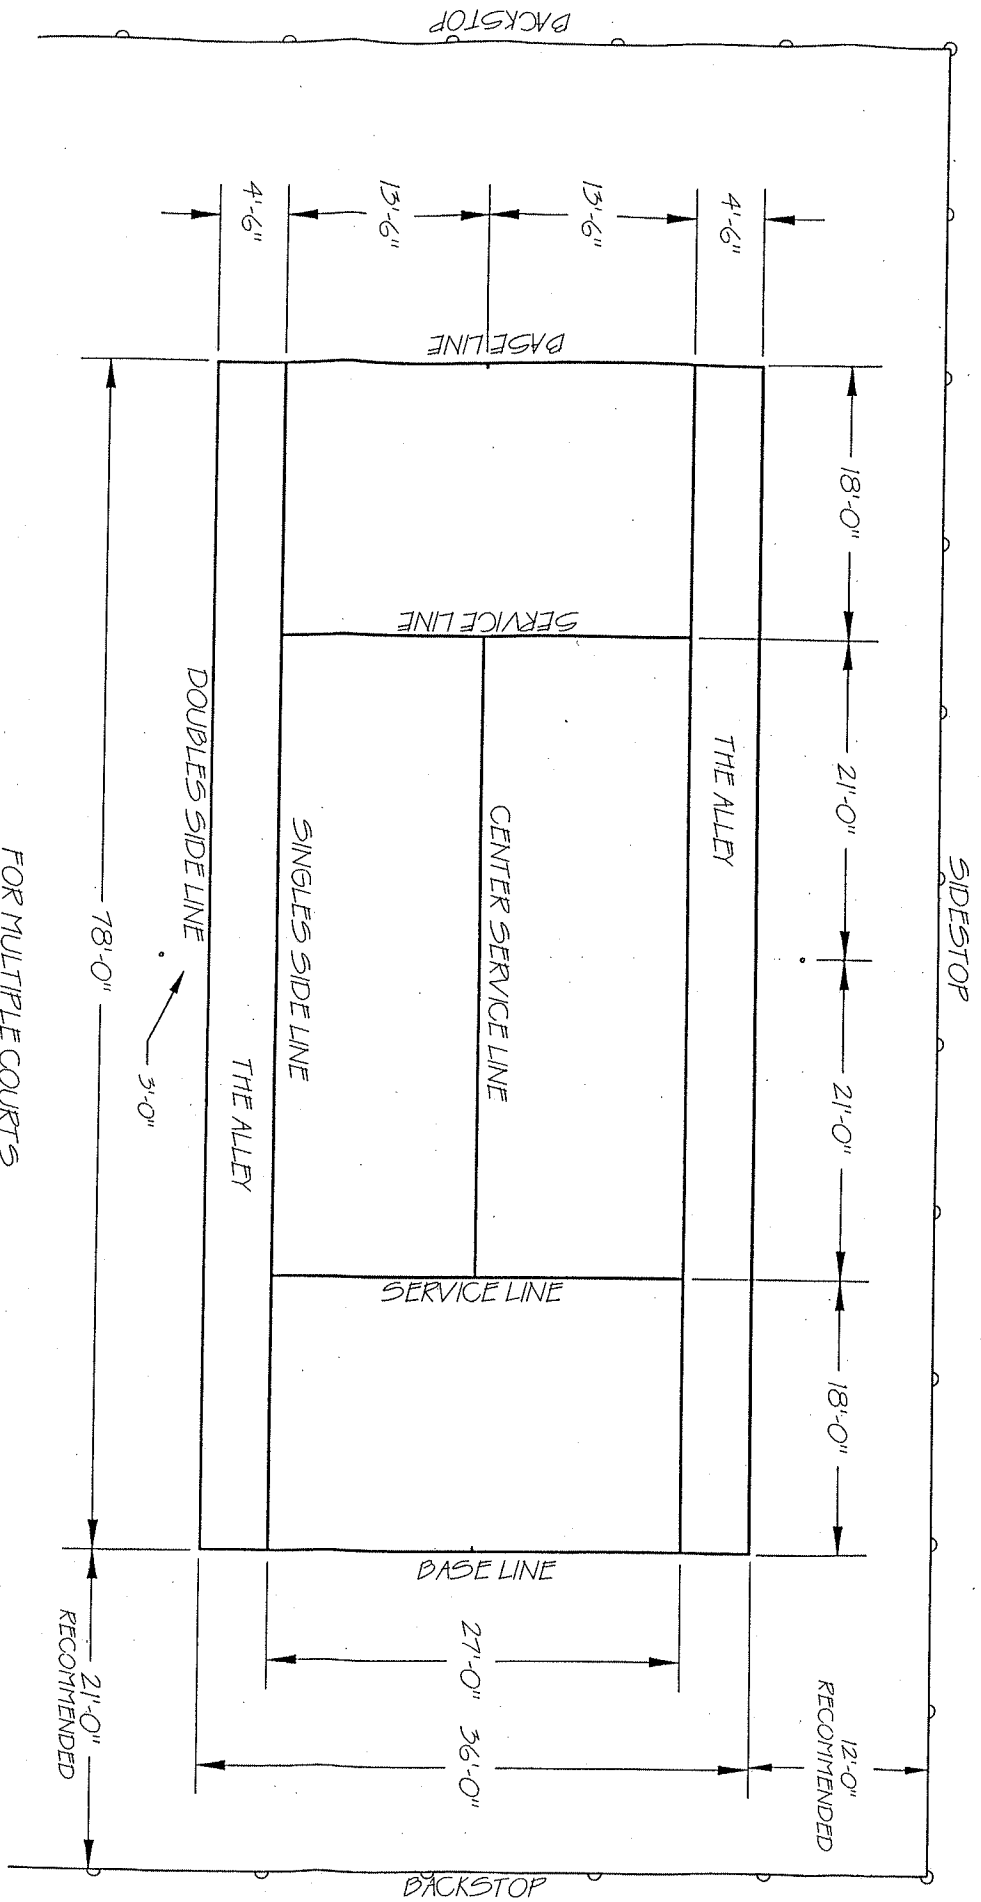 BACKSTOP
4'-6"
13'-6"
13'-6"
4'-6"
BASE LINE
18'-0"
SERVICE LINE
21'-0"
THE ALLEY
SIDESTOP
CENTER SERVICE LINE
SINGLES SIDE LINE
DOUBLES SIDE LINE
3'-0"
78'-0"
FOR MULTIPLE COURTS
THE ALLEY
21'-0"
SERVICE LINE
18'-0"
BASE LINE
27'-0"
36'-0"
12'-0"
RECOMMENDED
21'-0"
RECOMMENDED
BACKSTOP